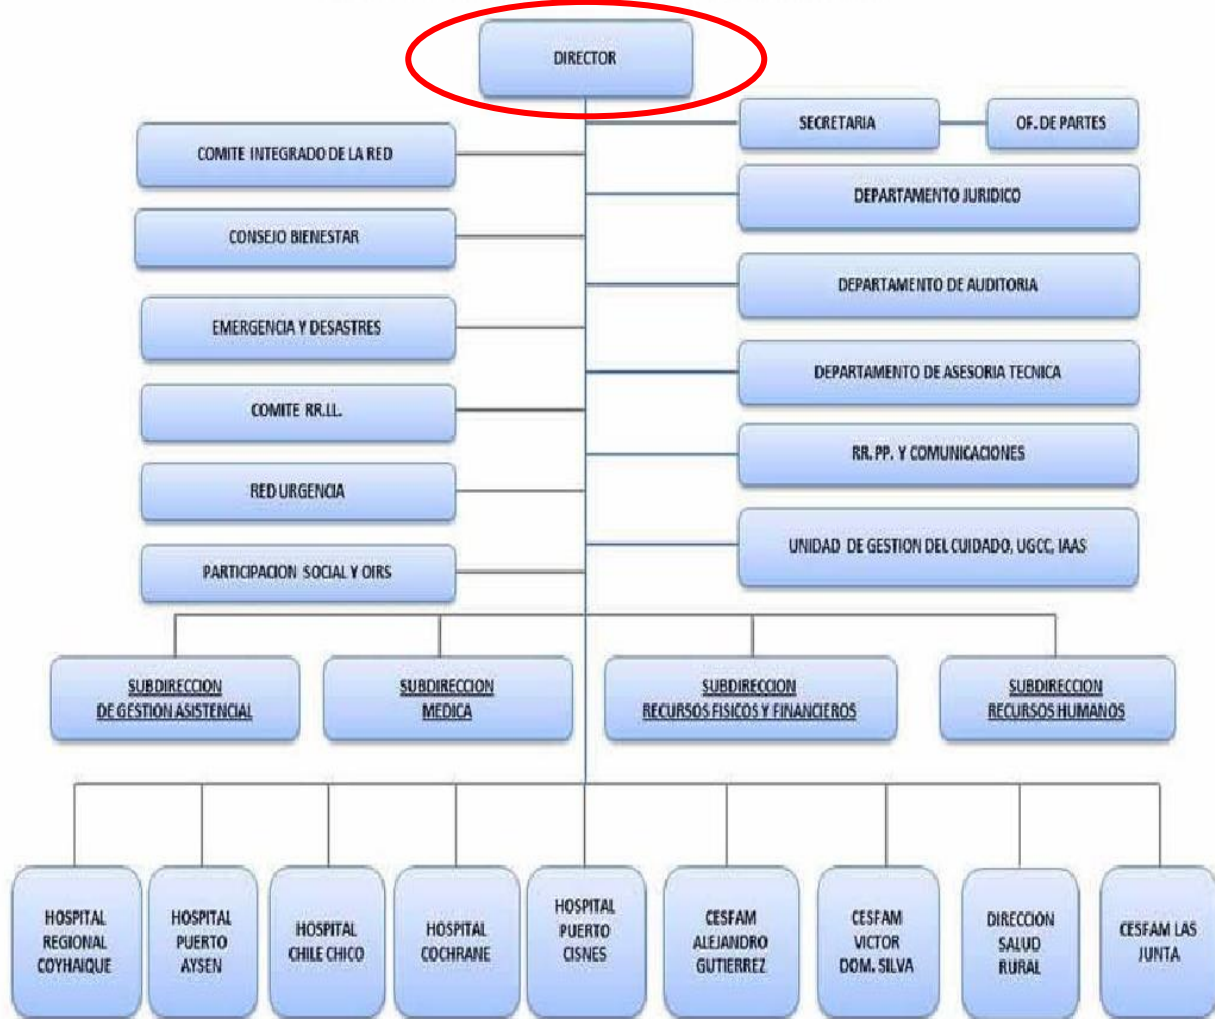 DIRECTOR
SECRETARIA
OF. DE PARTES
COMITE INTEGRADO DE LA RED
DEPARTAMENTO JURIDICO
CONSEJO BIENESTAR
DEPARTAMENTO DE AUDITORIA
EMERGENCIA Y DESASTRES
DEPARTAMENTO DE ASESORIA TECNICA
COMITE RR.LL.
RR. PP. Y COMUNICACIONES
RED URGENCIA
UNIDAD DE GESTION DEL CUIDADO, UGCC, IAAS
PARTICIPACION SOCIAL Y OIRS
SUBDIRECCION
DE GESTION ASISTENCIAL
SUBDIRECCION
MEDICA
SUBDIRECCION
RECURSOS FISICOS Y FINANCIEROS
SUBDIRECCION
RECURSOS HUMANOS
HOSPITAL
REGIONAL
COYHAIQUE
HOSPITAL
PUERTO
AYSEN
HOSPITAL
CHILE CHICO
HOSPITAL
COCHRANE
HOSPITAL
PUERTO
CISNES
CESFAM
ALEJANDRO
GUTIERREZ
CESFAM
VICTOR
DOM. SILVA
DIRECCION
SALUD
RURAL
CESFAM LAS
JUNTA